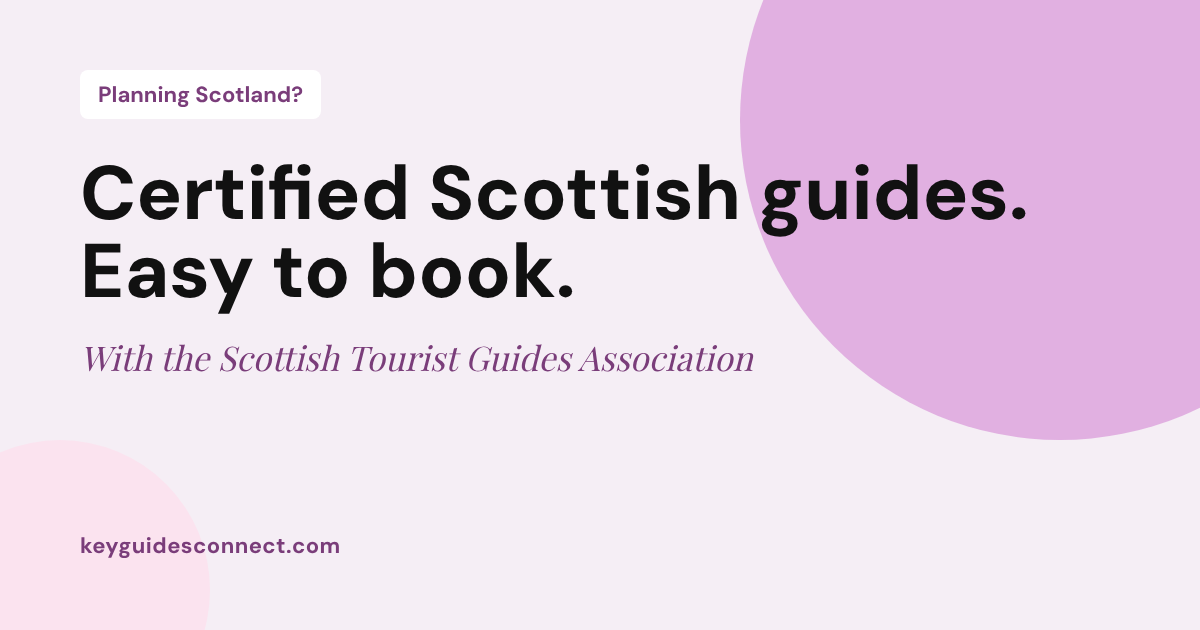 Planning Scotland?
Certified Scottish guides.
Easy to book.
With the Scottish Tourist Guides Association
keyguidesconnect.com